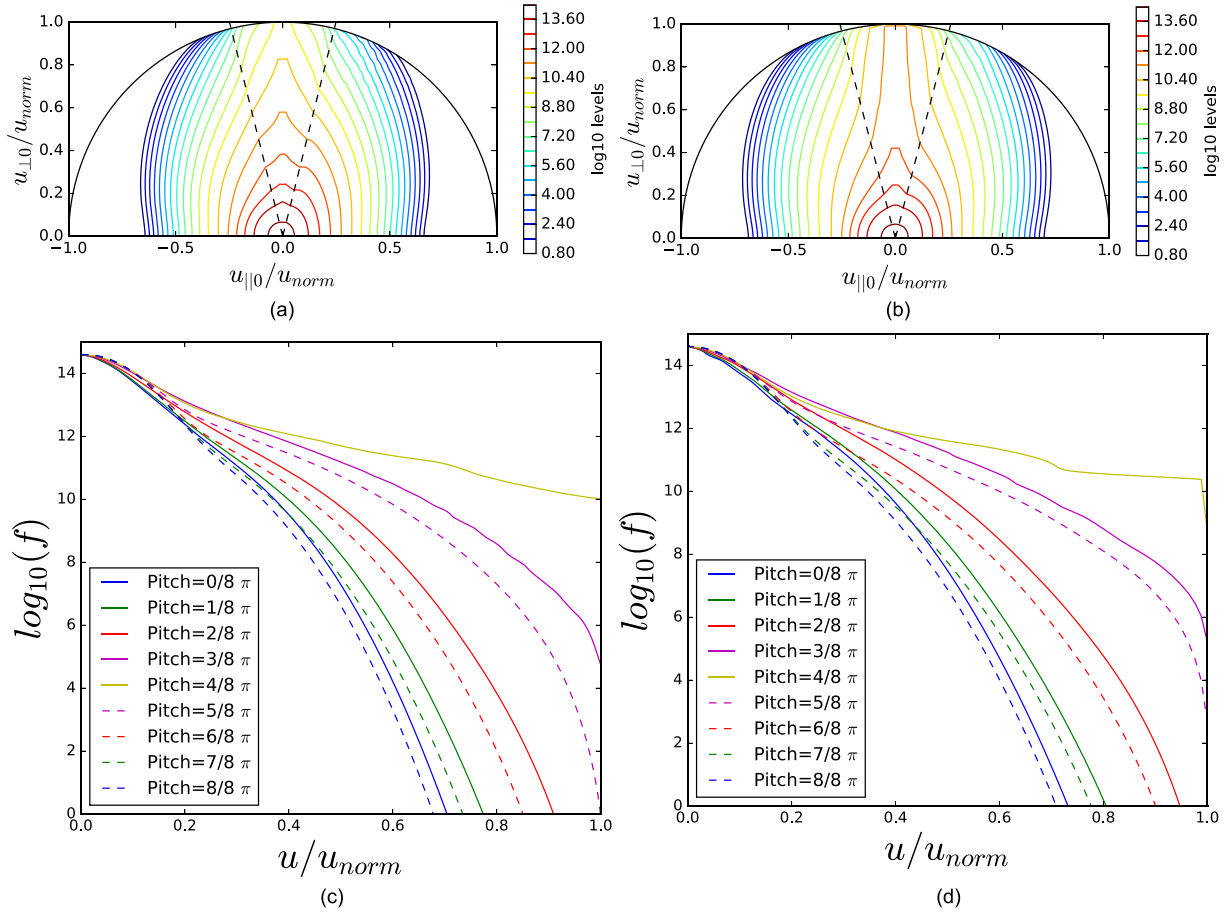 1.0
0.8
0.6
0.4
0.2
0.0
u⊥0/unorm
−1.0 −0.5 0.0 0.5 1.0
u||0/unorm
13.60
12.00
10.40
8.80
7.20
5.60
4.00
2.40
0.80
log10 levels
(a)
1.0
0.8
0.6
0.4
0.2
0.0
u⊥0/unorm
−1.0 −0.5 0.0 0.5 1.0
u||0/unorm
13.60
12.00
10.40
8.80
7.20
5.60
4.00
2.40
0.80
log10 levels
(b)
14
12
10
8
6
4
2
0
log10(f)
Pitch=0/8 π
Pitch=1/8 π
Pitch=2/8 π
Pitch=3/8 π
Pitch=4/8 π
Pitch=5/8 π
Pitch=6/8 π
Pitch=7/8 π
Pitch=8/8 π
0.0 0.2 0.4 0.6 0.8 1.0
u/unorm
(c)
14
12
10
8
6
4
2
0
log10(f)
Pitch=0/8 π
Pitch=1/8 π
Pitch=2/8 π
Pitch=3/8 π
Pitch=4/8 π
Pitch=5/8 π
Pitch=6/8 π
Pitch=7/8 π
Pitch=8/8 π
0.0 0.2 0.4 0.6 0.8 1.0
u/unorm
(d)